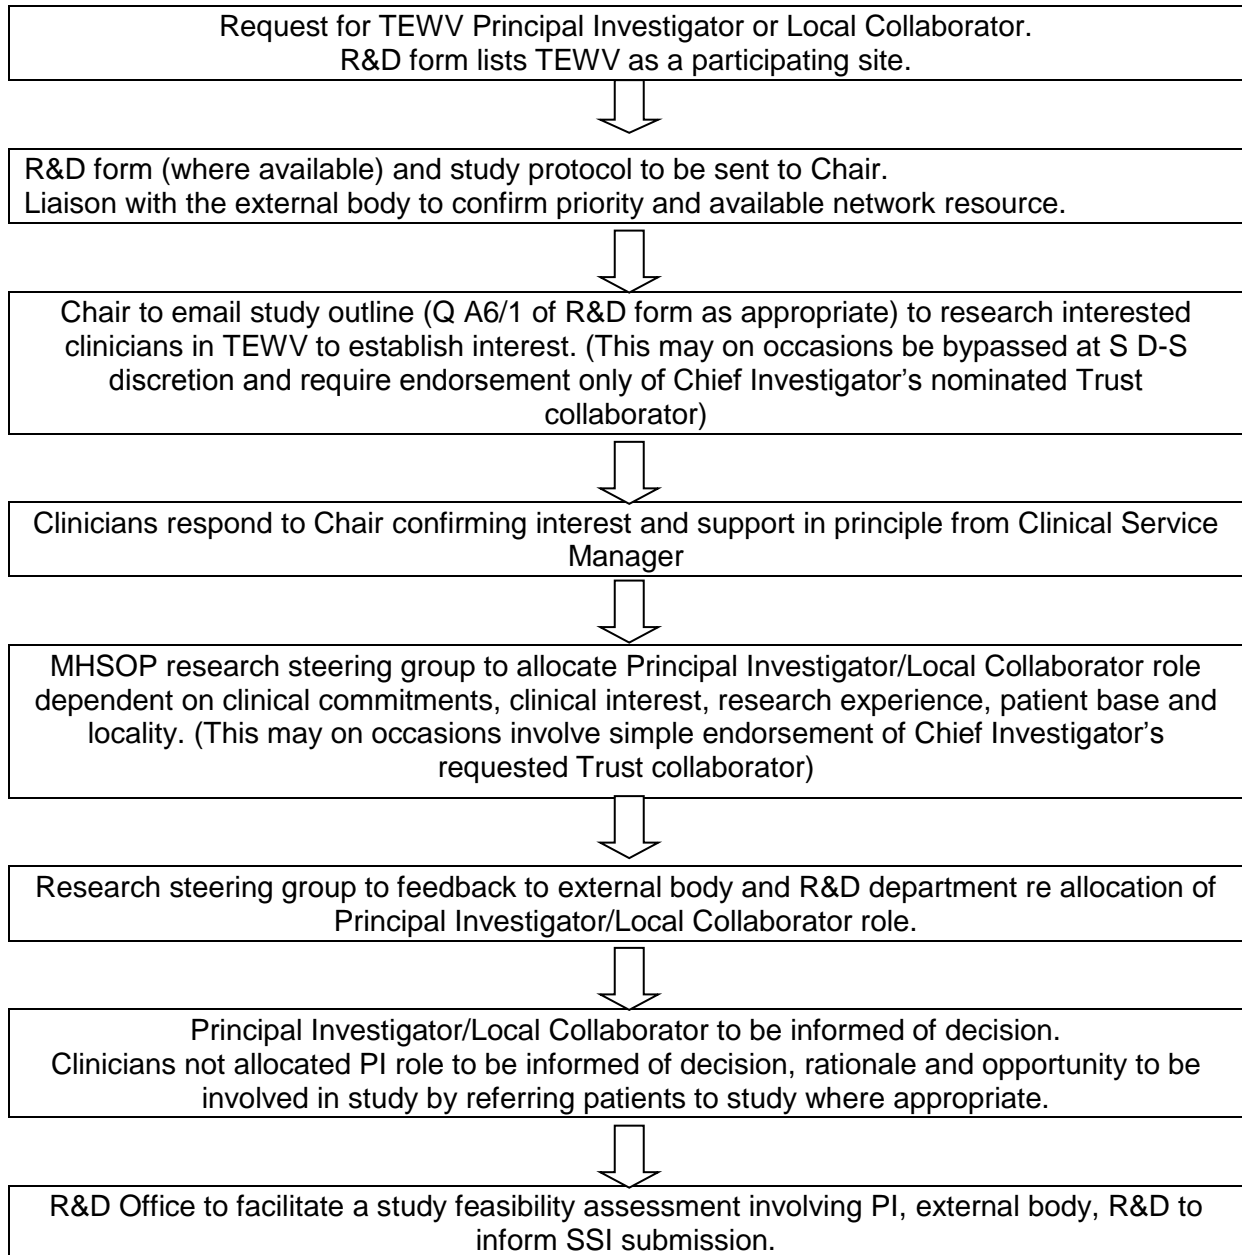 Request for TEWV Principal Investigator or Local Collaborator.
R&D form lists TEWV as a participating site.
R&D form (where available) and study protocol to be sent to Chair.
Liaison with the external body to confirm priority and available network resource.
Chair to email study outline (Q A6/1 of R&D form as appropriate) to research interested
clinicians in TEWV to establish interest. (This may on occasions be bypassed at S D-S
discretion and require endorsement only of Chief Investigator's nominated Trust
collaborator)
Clinicians respond to Chair confirming interest and support in principle from Clinical Service
Manager
MHSOP research steering group to allocate Principal Investigator/Local Collaborator role
dependent on clinical commitments, clinical interest, research experience, patient base and
locality. (This may on occasions involve simple endorsement of Chief Investigator's
requested Trust collaborator)
Research steering group to feedback to external body and R&D department re allocation of
Principal Investigator/Local Collaborator role.
Principal Investigator/Local Collaborator to be informed of decision.
Clinicians not allocated PI role to be informed of decision, rationale and opportunity to be
involved in study by referring patients to study where appropriate.
R&D Office to facilitate a study feasibility assessment involving PI, external body, R&D to
inform SSI submission.